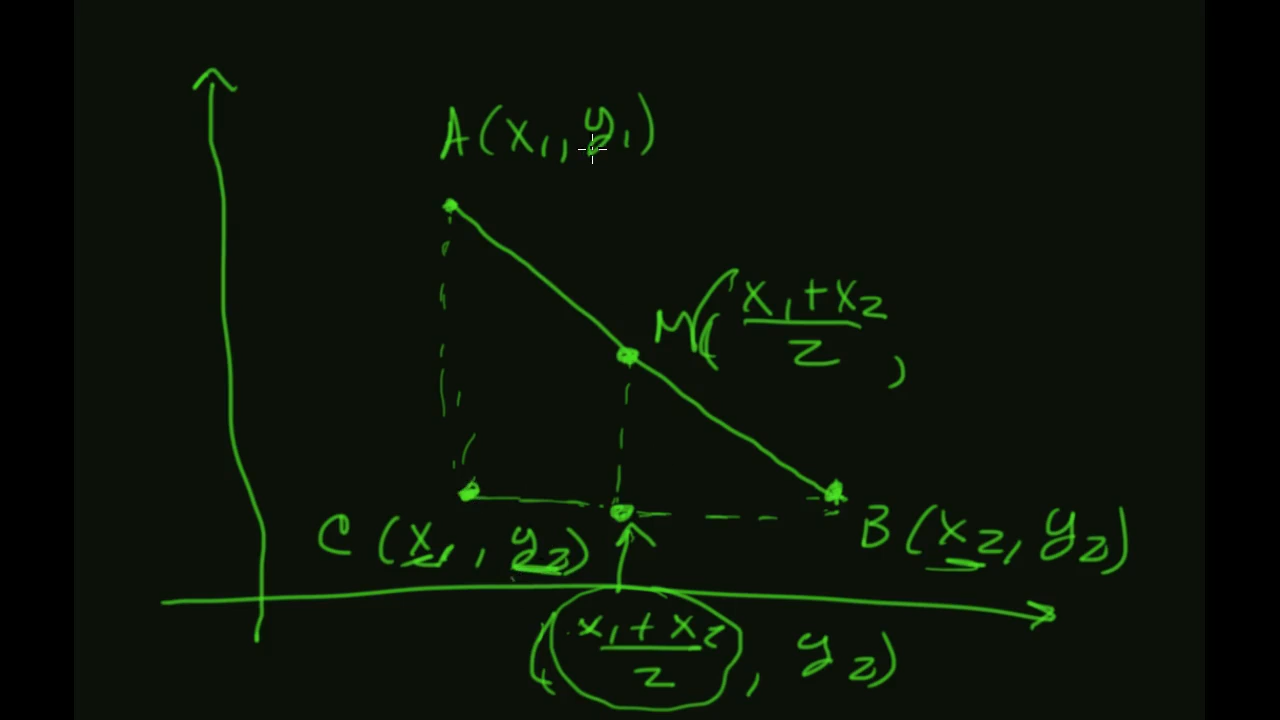 A(x₁, y₁)
M((x₁+x₂)/2,
C(x₁, y₂)
B(x₂, y₂)
((x₁+x₂)/2, y₂)